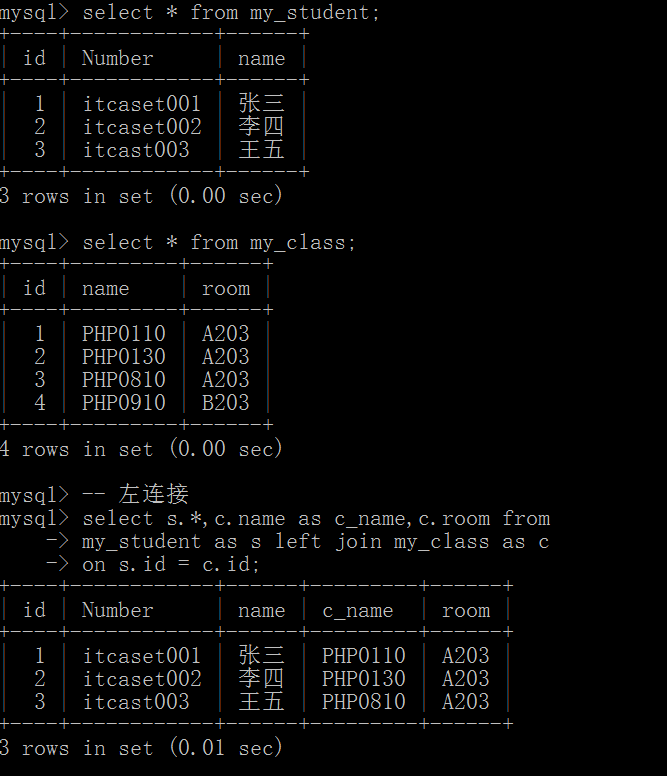 mysql> select * from my_student;
+----+------------+------+
| id | Number     | name |
+----+------------+------+
|  1 | itcaset001 | 张三 |
|  2 | itcaset002 | 李四 |
|  3 | itcast003  | 王五 |
+----+------------+------+
3 rows in set (0.00 sec)
mysql> select * from my_class;
+----+---------+------+
| id | name    | room |
+----+---------+------+
|  1 | PHP0110 | A203 |
|  2 | PHP0130 | A203 |
|  3 | PHP0810 | A203 |
|  4 | PHP0910 | B203 |
+----+---------+------+
4 rows in set (0.00 sec)
mysql> -- 左连接
mysql> select s.*,c.name as c_name,c.room from
    -> my_student as s left join my_class as c
    -> on s.id = c.id;
+----+------------+------+---------+------+
| id | Number     | name | c_name  | room |
+----+------------+------+---------+------+
|  1 | itcaset001 | 张三 | PHP0110 | A203 |
|  2 | itcaset002 | 李四 | PHP0130 | A203 |
|  3 | itcast003  | 王五 | PHP0810 | A203 |
+----+------------+------+---------+------+
3 rows in set (0.01 sec)